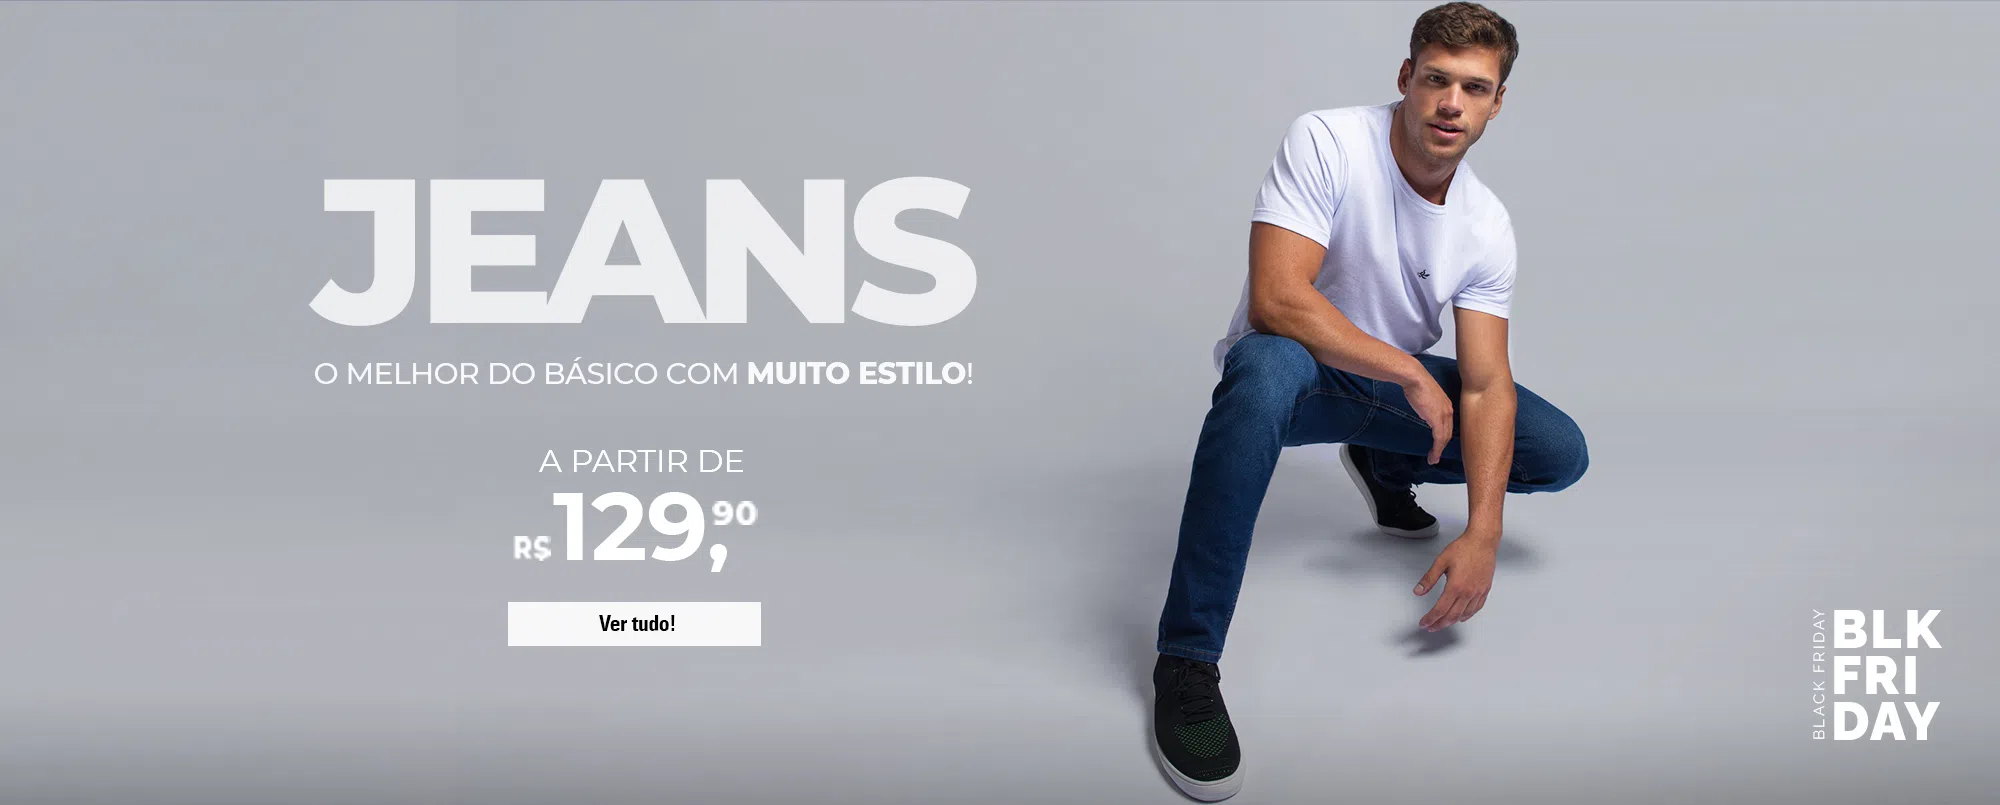 JEANS
O MELHOR DO BÁSICO COM MUITO ESTILO!
A PARTIR DE
R$ 129,90
Ver tudo!
BLACK FRIDAY
BLK
FRI
DAY